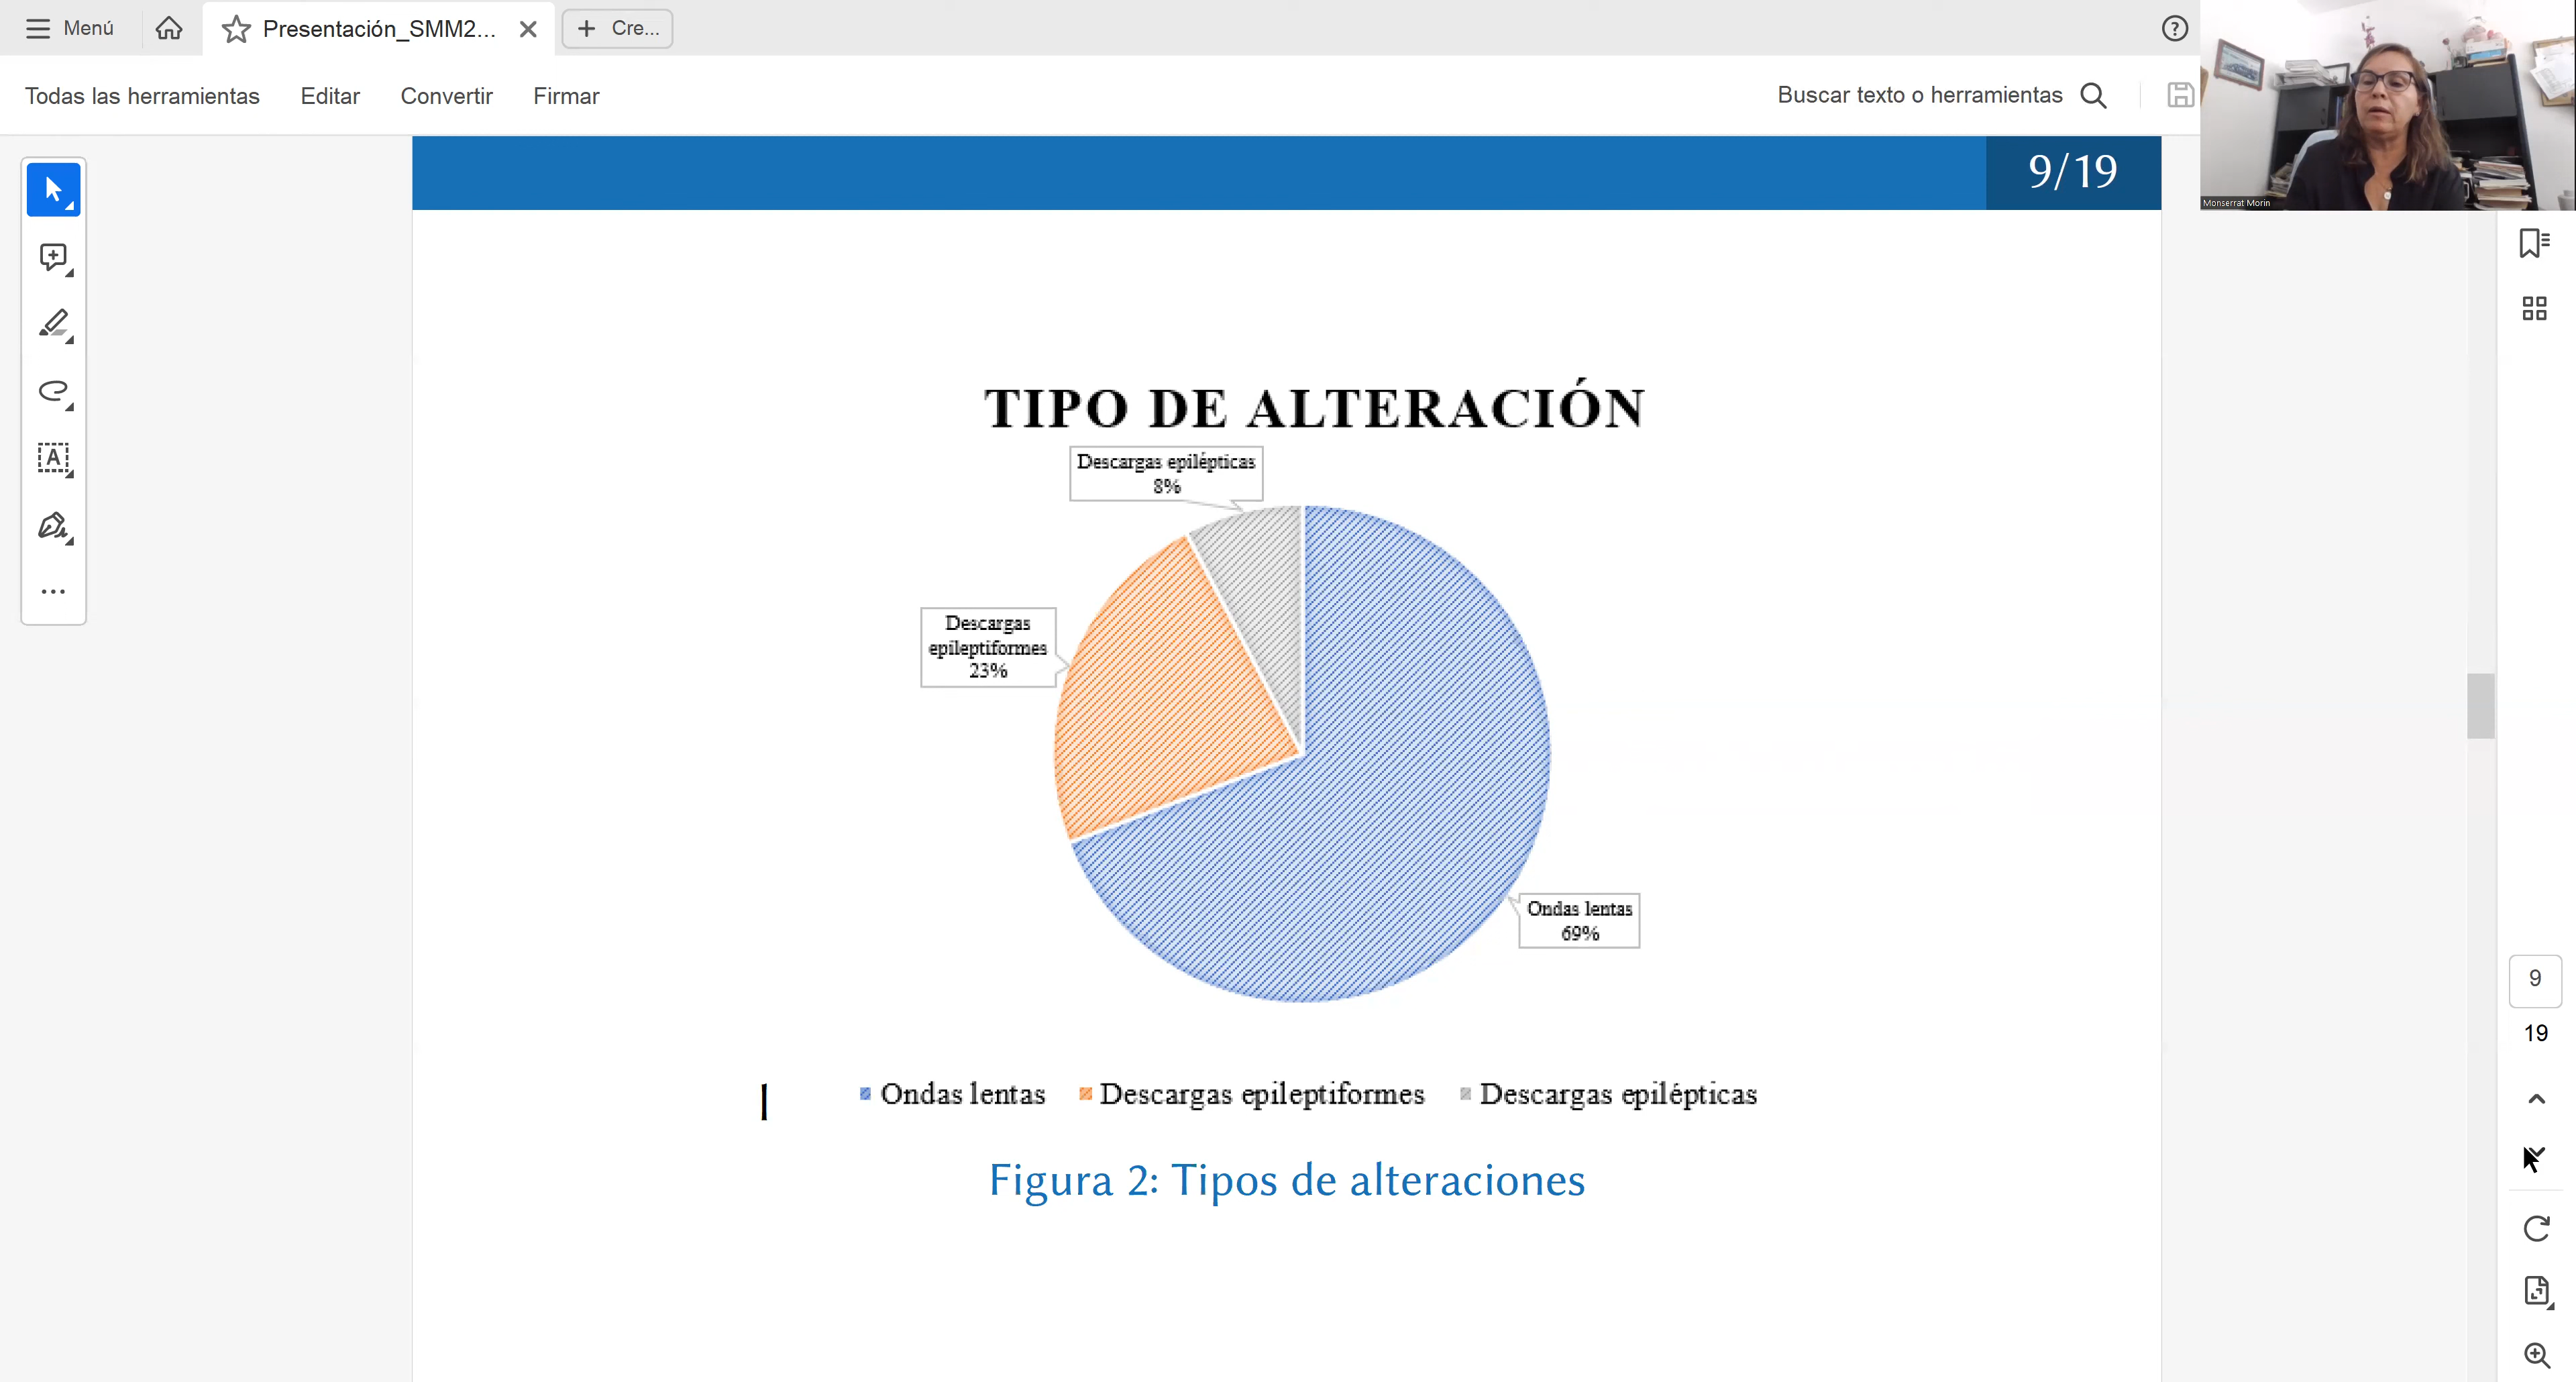 Menú
Presentación_SMM2...
Cre...
Todas las herramientas
Editar
Convertir
Firmar
Buscar texto o herramientas
Monserrat Morin
9/19
TIPO DE ALTERACIÓN
Descargas epilépticas
8%
Descargas
epileptiformes
23%
Ondas lentas
69%
Ondas lentas
Descargas epileptiformes
Descargas epilépticas
Figura 2: Tipos de alteraciones
9
19